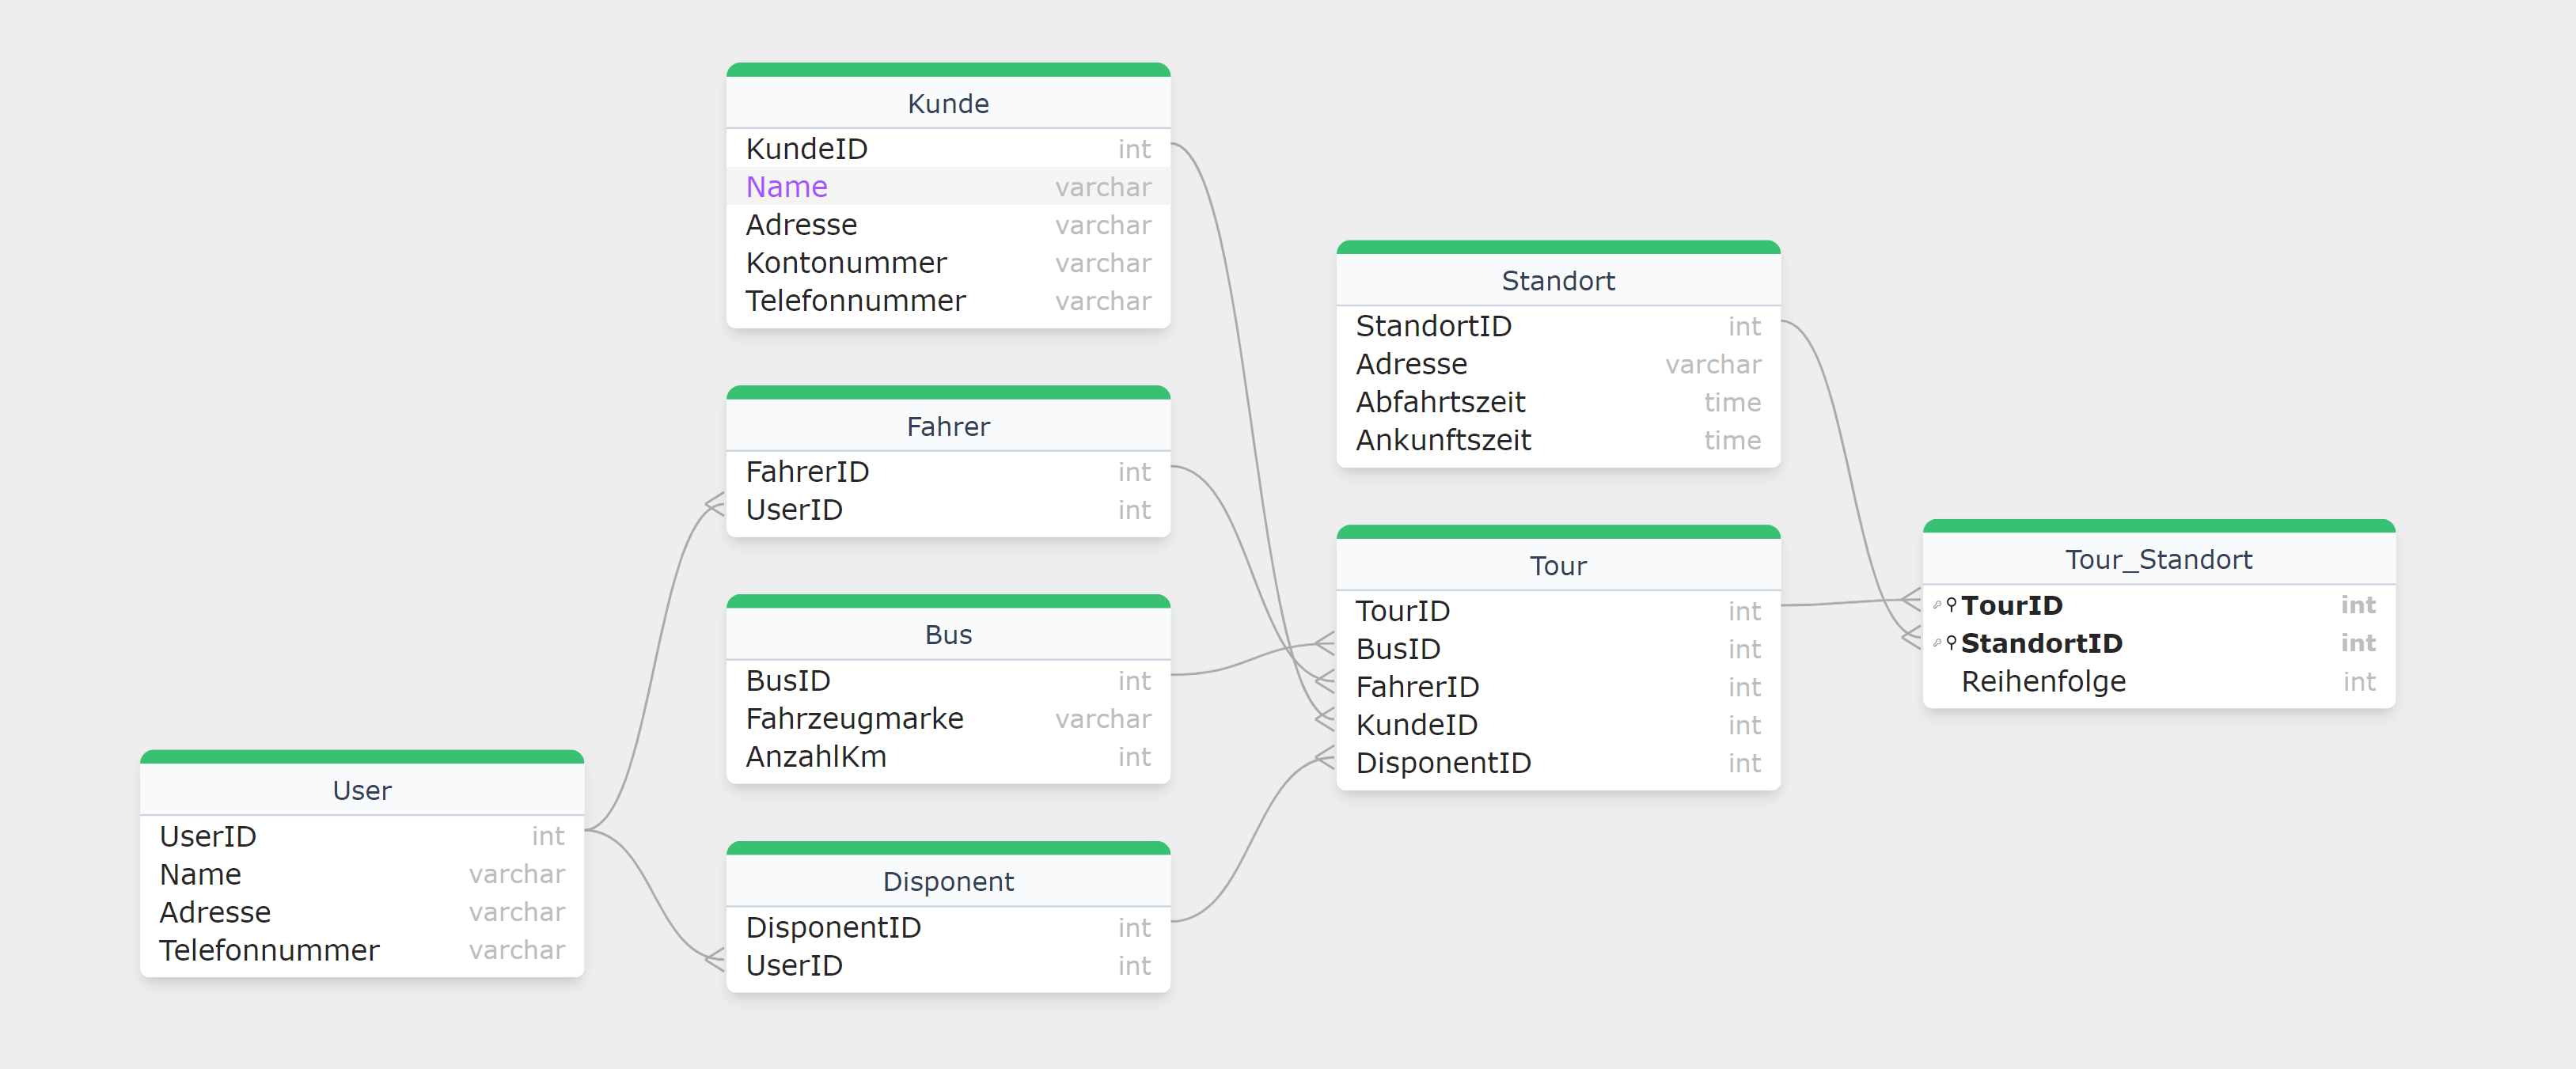 Kunde
KundeID int
Name varchar
Adresse varchar
Kontonummer varchar
Telefonnummer varchar
Fahrer
FahrerID int
UserID int
Bus
BusID int
Fahrzeugmarke varchar
AnzahlKm int
User
UserID int
Name varchar
Adresse varchar
Telefonnummer varchar
Disponent
DisponentID int
UserID int
Standort
StandortID int
Adresse varchar
Abfahrtszeit time
Ankunftszeit time
Tour
TourID int
BusID int
FahrerID int
KundeID int
DisponentID int
Tour_Standort
TourID int
StandortID int
Reihenfolge int